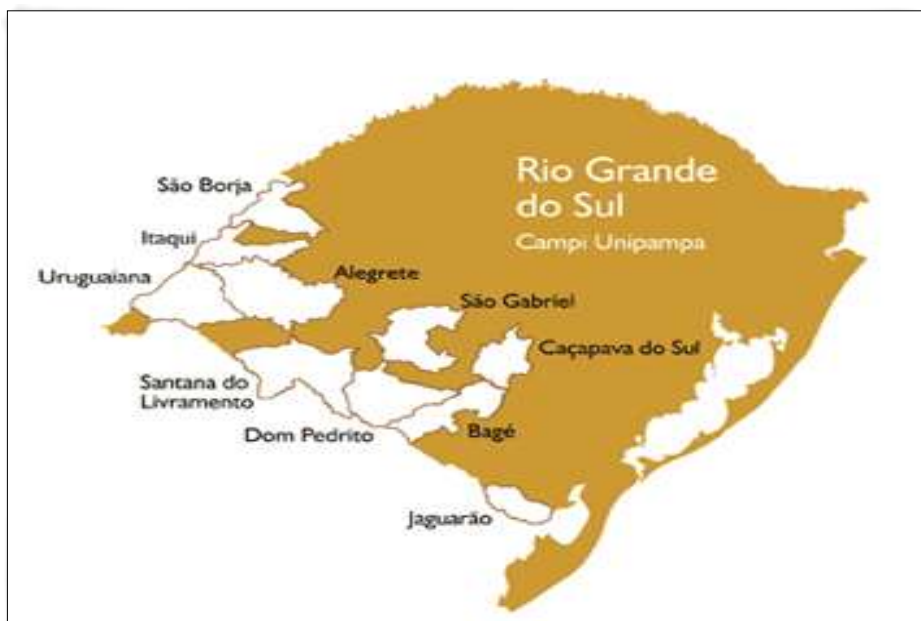 Rio Grande
do Sul
Campi Unipampa
São Borja
Itaqui
Uruguaiana
Alegrete
São Gabriel
Caçapava do Sul
Santana do
Livramento
Dom Pedrito
Bagé
Jaguarão